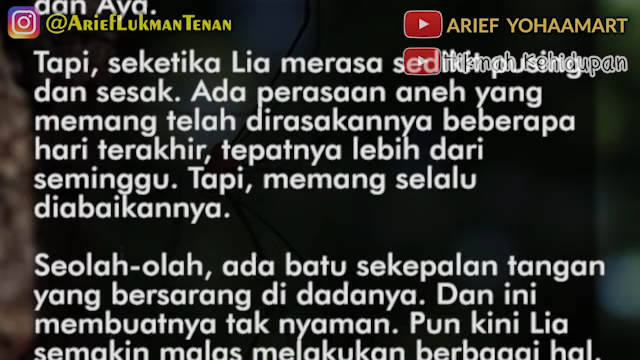 @AriefLukmanTenan
ARIEF YOHAAMART
Hikmah Kehidupan
dan Aya.
Tapi, seketika Lia merasa sedikit pusing
dan sesak. Ada perasaan aneh yang
memang telah dirasakannya beberapa
hari terakhir, tepatnya lebih dari
seminggu. Tapi, memang selalu
diabaikannya.
Seolah-olah, ada batu sekepalan tangan
yang bersarang di dadanya. Dan ini
membuatnya tak nyaman. Pun kini Lia
semakin malas melakukan berbagai hal.